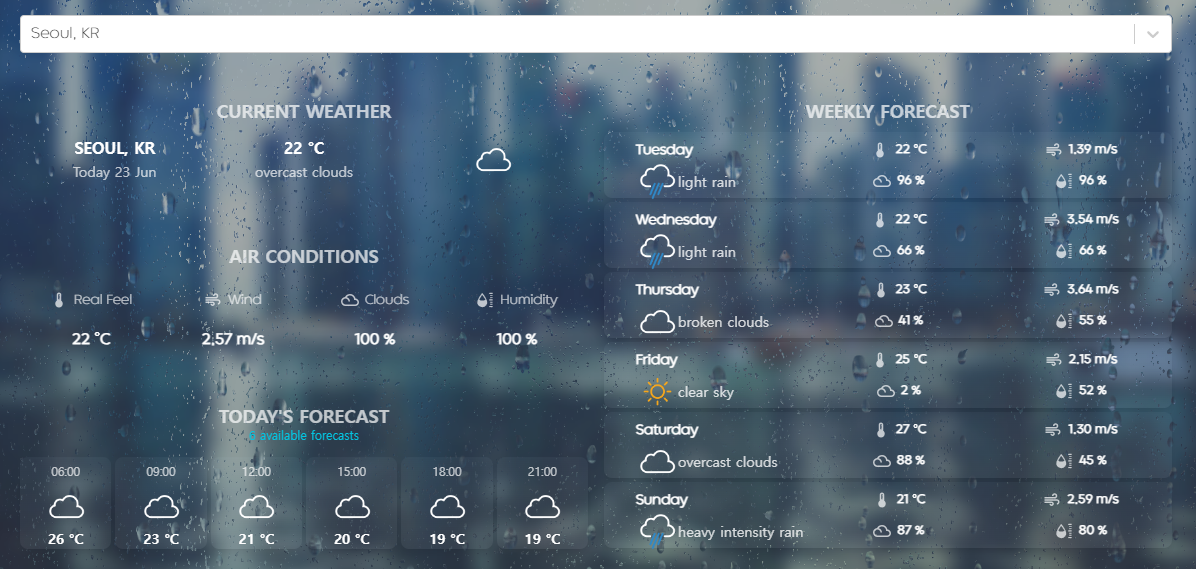 Seoul, KR
CURRENT WEATHER
SEOUL, KR
Today 23 Jun
22 °C
overcast clouds
AIR CONDITIONS
Real Feel
22 °C
Wind
2.57 m/s
Clouds
100 %
Humidity
100 %
TODAY'S FORECAST
available forecasts
06:00
26 °C
09:00
23 °C
12:00
21 °C
15:00
20 °C
18:00
19 °C
21:00
19 °C
WEEKLY FORECAST
Tuesday
light rain
22 °C
96 %
1.39 m/s
96 %
Wednesday
light rain
22 °C
66 %
3.54 m/s
66 %
Thursday
broken clouds
23 °C
41 %
3.64 m/s
55 %
Friday
clear sky
25 °C
2 %
2.15 m/s
52 %
Saturday
overcast clouds
27 °C
88 %
1.30 m/s
45 %
Sunday
heavy intensity rain
21 °C
87 %
2.59 m/s
80 %